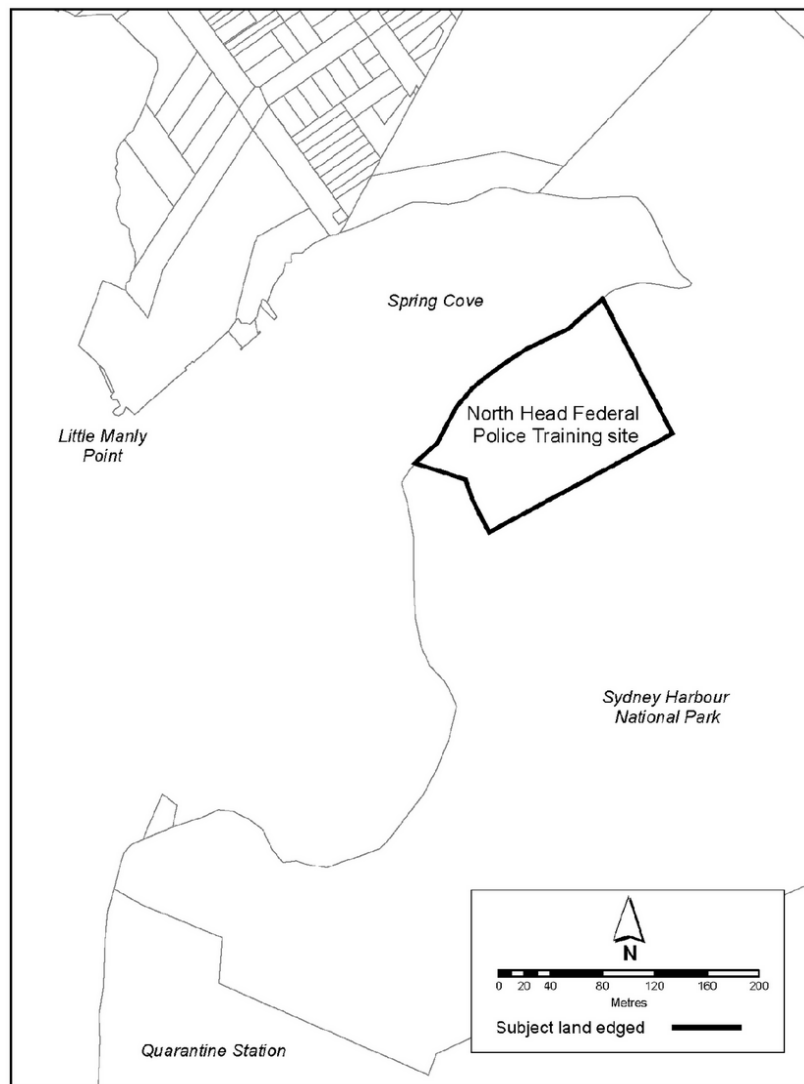 Spring Cove
North Head Federal
Police Training site
Little Manly
Point
Sydney Harbour
National Park
N
0 20 40 80 120 160 200
Metres
Subject land edged
Quarantine Station